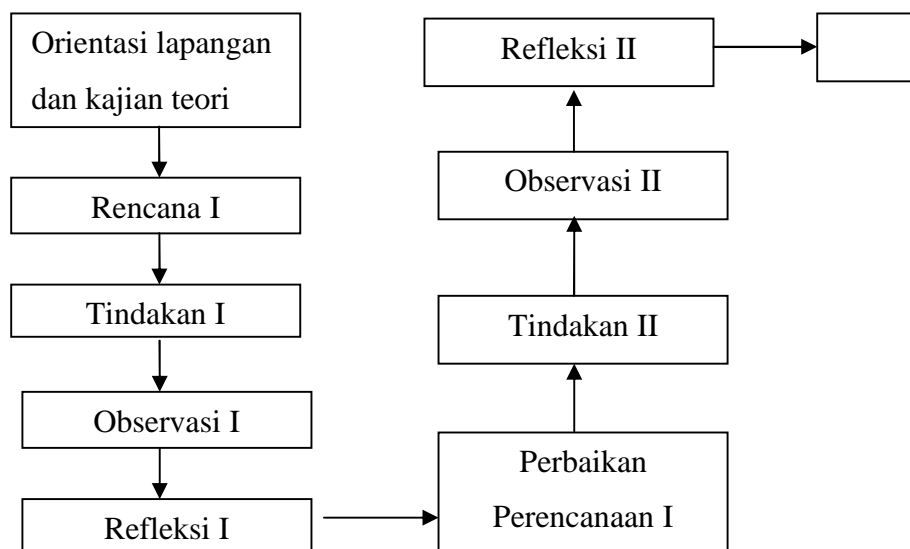 Orientasi lapangan
dan kajian teori
Rencana I
Tindakan I
Observasi I
Refleksi I
Perbaikan
Perencanaan I
Tindakan II
Observasi II
Refleksi II